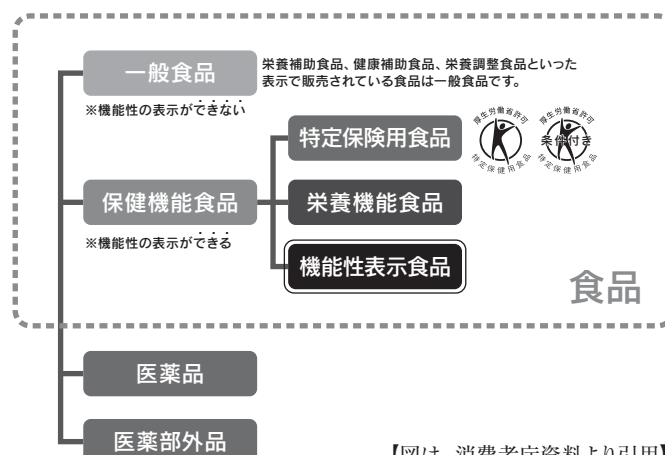 一般食品
栄養補助食品、健康補助食品、栄養調整食品といった
表示で販売されている食品は一般食品です。
※機能性の表示ができない
特定保険用食品
厚生労働省許可
特定保健用食品
厚生労働省許可
条件付き
特定保健用食品
保健機能食品
栄養機能食品
※機能性の表示ができる
機能性表示食品
食品
医薬品
医薬部外品
【図は、消費者庁資料より引用】